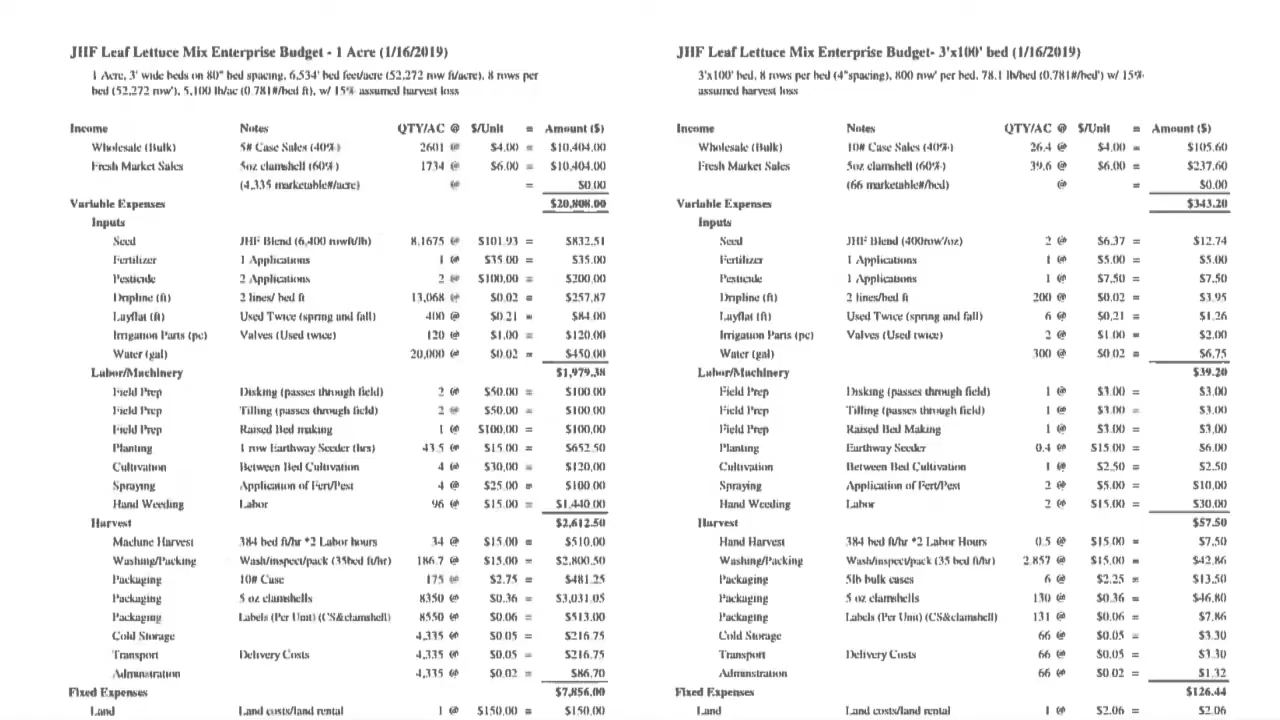 JHF Leaf Lettuce Mix Enterprise Budget - 1 Acre (1/16/2019)
1 Acre, 3' wide beds on 80" bed spacing, 6,534' bed feet/acre (52,272 row ft/acre), 8 rows per
bed (52,272 row'), 5,100 lb/ac (0.781#/bed ft), w/ 15% assumed harvest loss
Income Notes QTY/AC @ $/Unit = Amount ($)
Wholesale (Bulk) 5# Case Sales (40%) 2601 @ $4.00 = $10,404.00
Fresh Market Sales 5oz clamshell (60%) 1734 @ $6.00 = $10,404.00
(4,335 marketable#/acre) @ = $0.00
Variable Expenses $20,808.00
Inputs
Seed JHF Blend (6,400 rowft/lb) 8.1675 @ $101.93 = $832.51
Fertilizer 1 Applications 1 @ $35.00 = $35.00
Pesticide 2 Applications 2 @ $100.00 = $200.00
Dripline (ft) 2 lines/ bed ft 13,068 @ $0.02 = $257.87
Layflat (ft) Used Twice (spring and fall) 400 @ $0.21 = $84.00
Irrigation Parts (pc) Valves (Used twice) 120 @ $1.00 = $120.00
Water (gal) 20,000 @ $0.02 = $450.00
Labor/Machinery $1,979.38
Field Prep Disking (passes through field) 2 @ $50.00 = $100.00
Field Prep Tilling (passes through field) 2 @ $50.00 = $100.00
Field Prep Raised Bed making 1 @ $100.00 = $100.00
Planting 1 row Earthway Seeder (hrs) 43.5 @ $15.00 = $652.50
Cultivation Between Bed Cultivation 4 @ $30.00 = $120.00
Spraying Application of Fert/Pest 4 @ $25.00 = $100.00
Hand Weeding Labor 96 @ $15.00 = $1,440.00
Harvest $2,612.50
Machine Harvest 384 bed ft/hr *2 Labor hours 34 @ $15.00 = $510.00
Washing/Packing Wash/inspect/pack (35bed ft/hr) 186.7 @ $15.00 = $2,800.50
Packaging 10# Case 175 @ $2.75 = $481.25
Packaging 5 oz clamshells 8350 @ $0.36 = $3,031.05
Packaging Labels (Per Unit) (CS&clamshell) 8550 @ $0.06 = $513.00
Cold Storage 4,335 @ $0.05 = $216.75
Transport Delivery Costs 4,335 @ $0.05 = $216.75
Adminstration 4,335 @ $0.02 = $86.70
Fixed Expenses $7,856.00
Land Land costs/land rental 1 @ $150.00 = $150.00
JHF Leaf Lettuce Mix Enterprise Budget- 3'x100' bed (1/16/2019)
3'x100' bed, 8 rows per bed (4"spacing), 800 row' per bed, 78.1 lb/bed (0.781#/bed') w/ 15%
assumed harvest loss
Income Notes QTY/AC @ $/Unit = Amount ($)
Wholesale (Bulk) 10# Case Sales (40%) 26.4 @ $4.00 = $105.60
Fresh Market Sales 5oz clamshell (60%) 39.6 @ $6.00 = $237.60
(66 marketable#/bed) @ = $0.00
Variable Expenses $343.20
Inputs
Seed JHF Blend (400row'/oz) 2 @ $6.37 = $12.74
Fertilizer 1 Applications 1 @ $5.00 = $5.00
Pesticide 1 Applications 1 @ $7.50 = $7.50
Dripline (ft) 2 lines/bed ft 200 @ $0.02 = $3.95
Layflat (ft) Used Twice (spring and fall) 6 @ $0.21 = $1.26
Irrigation Parts (pc) Valves (Used twice) 2 @ $1.00 = $2.00
Water (gal) 300 @ $0.02 = $6.75
Labor/Machinery $39.20
Field Prep Disking (passes through field) 1 @ $3.00 = $3.00
Field Prep Tilling (passes through field) 1 @ $3.00 = $3.00
Field Prep Raised Bed Making 1 @ $3.00 = $3.00
Planting Earthway Seeder 0.4 @ $15.00 = $6.00
Cultivation Between Bed Cultivation 1 @ $2.50 = $2.50
Spraying Application of Fert/Pest 2 @ $5.00 = $10.00
Hand Weeding Labor 2 @ $15.00 = $30.00
Harvest $57.50
Hand Harvest 384 bed ft/hr *2 Labor Hours 0.5 @ $15.00 = $7.50
Washing/Packing Wash/inspect/pack (35 bed ft/hr) 2.857 @ $15.00 = $42.86
Packaging 5lb bulk cases 6 @ $2.25 = $13.50
Packaging 5 oz clamshells 130 @ $0.36 = $46.80
Packaging Labels (Per Unit) (CS&clamshell) 131 @ $0.06 = $7.86
Cold Storage 66 @ $0.05 = $3.30
Transport Delivery Costs 66 @ $0.05 = $3.30
Adminstration 66 @ $0.02 = $1.32
Fixed Expenses $126.44
Land Land costs/land rental 1 @ $2.06 = $2.06